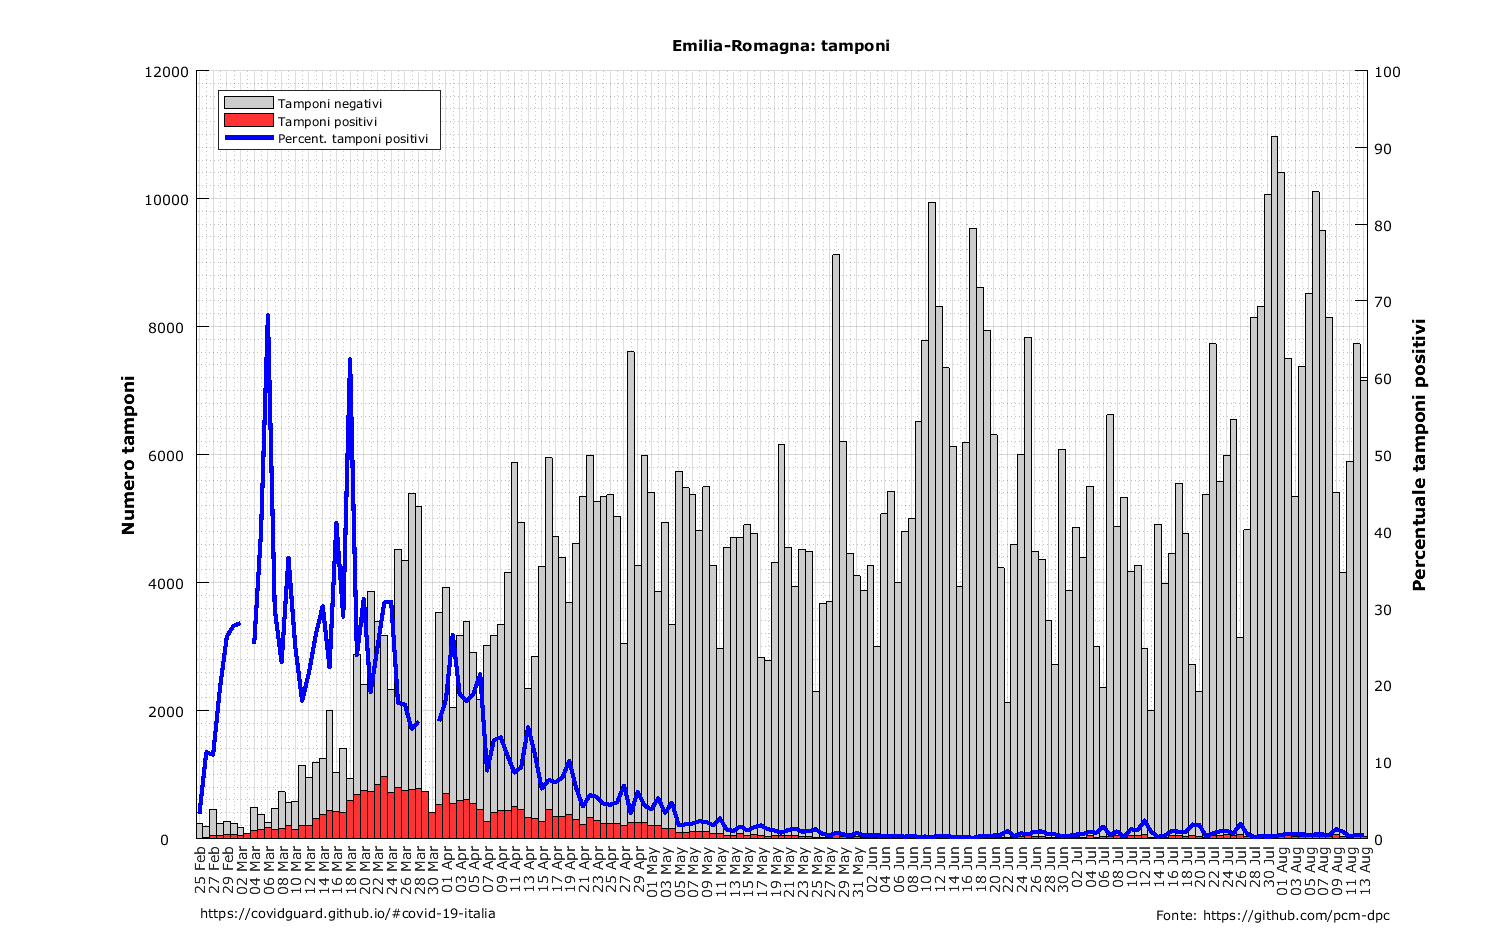 Emilia-Romagna: tamponi
12000
10000
8000
6000
4000
2000
0
Numero tamponi
Tamponi negativi
Tamponi positivi
Percent. tamponi positivi
100
90
80
70
60
50
40
30
20
10
0
Percentuale tamponi positivi
25 Feb
27 Feb
29 Feb
02 Mar
04 Mar
06 Mar
08 Mar
10 Mar
12 Mar
14 Mar
16 Mar
18 Mar
20 Mar
22 Mar
24 Mar
26 Mar
28 Mar
30 Mar
01 Apr
03 Apr
05 Apr
07 Apr
09 Apr
11 Apr
13 Apr
15 Apr
17 Apr
19 Apr
21 Apr
23 Apr
25 Apr
27 Apr
29 Apr
01 May
03 May
05 May
07 May
09 May
11 May
13 May
15 May
17 May
19 May
21 May
23 May
25 May
27 May
29 May
31 May
02 Jun
04 Jun
06 Jun
08 Jun
10 Jun
12 Jun
14 Jun
16 Jun
18 Jun
20 Jun
22 Jun
24 Jun
26 Jun
28 Jun
30 Jun
02 Jul
04 Jul
06 Jul
08 Jul
10 Jul
12 Jul
14 Jul
16 Jul
18 Jul
20 Jul
22 Jul
24 Jul
26 Jul
28 Jul
30 Jul
01 Aug
03 Aug
05 Aug
07 Aug
09 Aug
11 Aug
13 Aug
https://covidguard.github.io/#covid-19-italia
Fonte: https://github.com/pcm-dpc